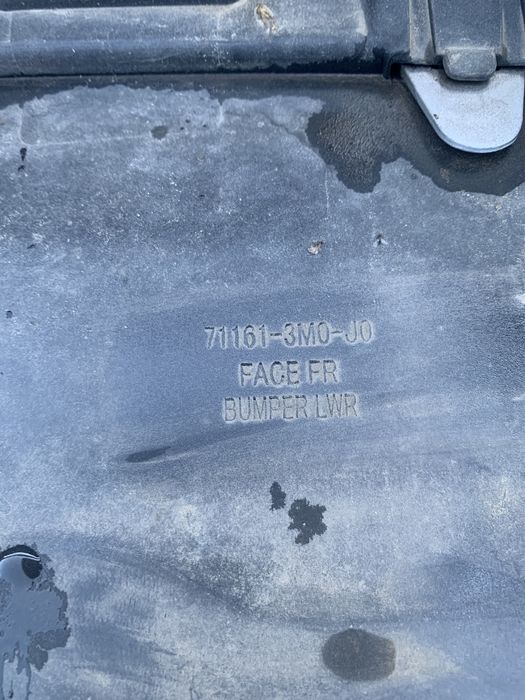 71161-3M0-J0
FACE FR
BUMPER LWR